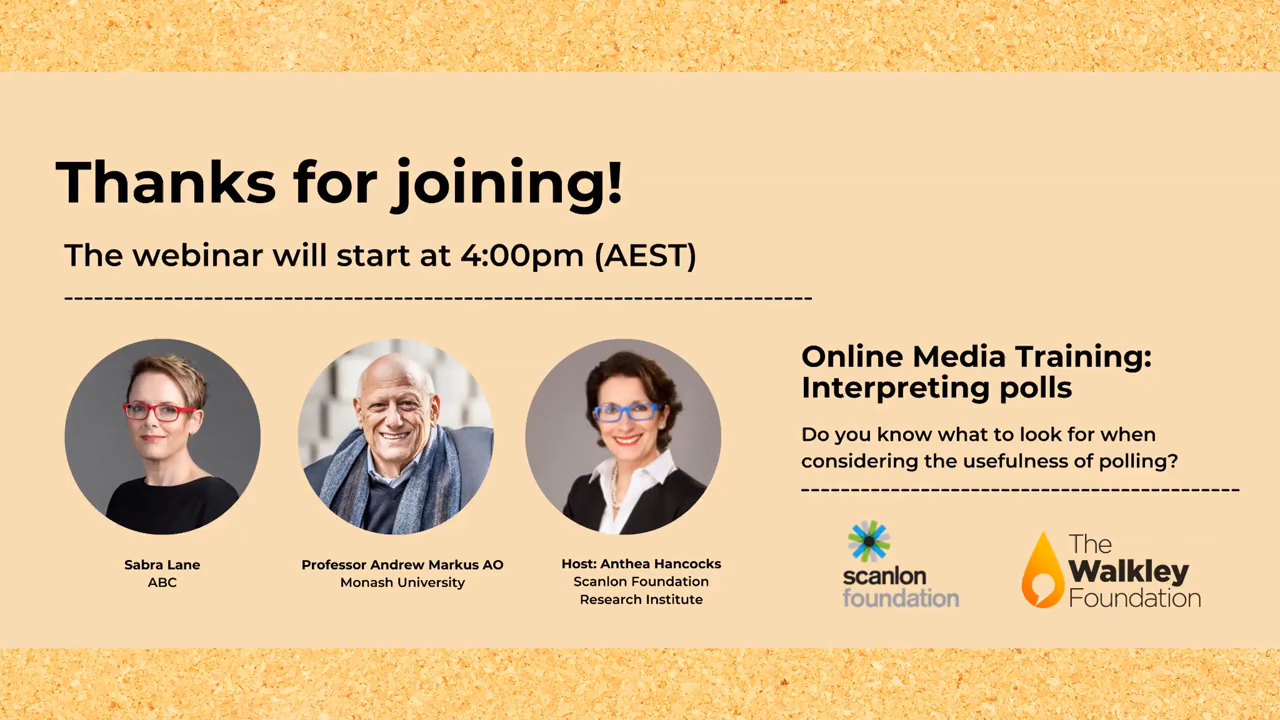 Thanks for joining!
The webinar will start at 4:00pm (AEST)
Sabra Lane
ABC
Professor Andrew Markus AO
Monash University
Host: Anthea Hancocks
Scanlon Foundation
Research Institute
Online Media Training:
Interpreting polls
Do you know what to look for when
considering the usefulness of polling?
scanlon
foundation
The
Walkley
Foundation